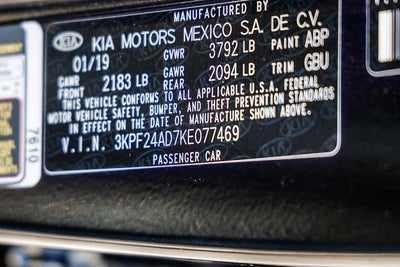 MANUFACTURED BY
KIA KIA MOTORS MEXICO S.A. DE C.V.
01/19 GVWR 3792 LB PAINT ABP
GAWR FRONT 2183 LB GAWR REAR 2094 LB TRIM GBU
THIS VEHICLE CONFORMS TO ALL APPLICABLE U.S.A. FEDERAL
MOTOR VEHICLE SAFETY, BUMPER, AND THEFT PREVENTION STANDARDS
IN EFFECT ON THE DATE OF MANUFACTURE SHOWN ABOVE.
V.I.N. 3KPF24AD7KE077469
PASSENGER CAR
7610